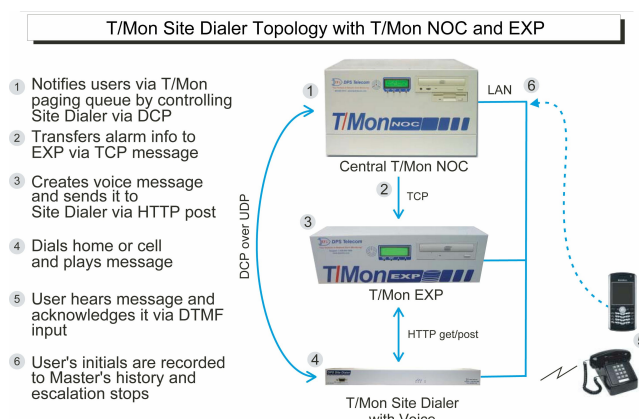 T/Mon Site Dialer Topology with T/Mon NOC and EXP
1 Notifies users via T/Mon
paging queue by controlling
Site Dialer via DCP
2 Transfers alarm info to
EXP via TCP message
3 Creates voice message
and sends it to
Site Dialer via HTTP post
4 Dials home or cell
and plays message
5 User hears message and
acknowledges it via DTMF
input
6 User's initials are recorded
to Master's history and
escalation stops
1
DPS Telecom
T/Mon NOC
LAN
6
Central T/Mon NOC
2
TCP
DCP over UDP
3
DPS Telecom
T/Mon EXP
T/Mon EXP
HTTP get/post
4
T/Mon Site Dialer
with Voice